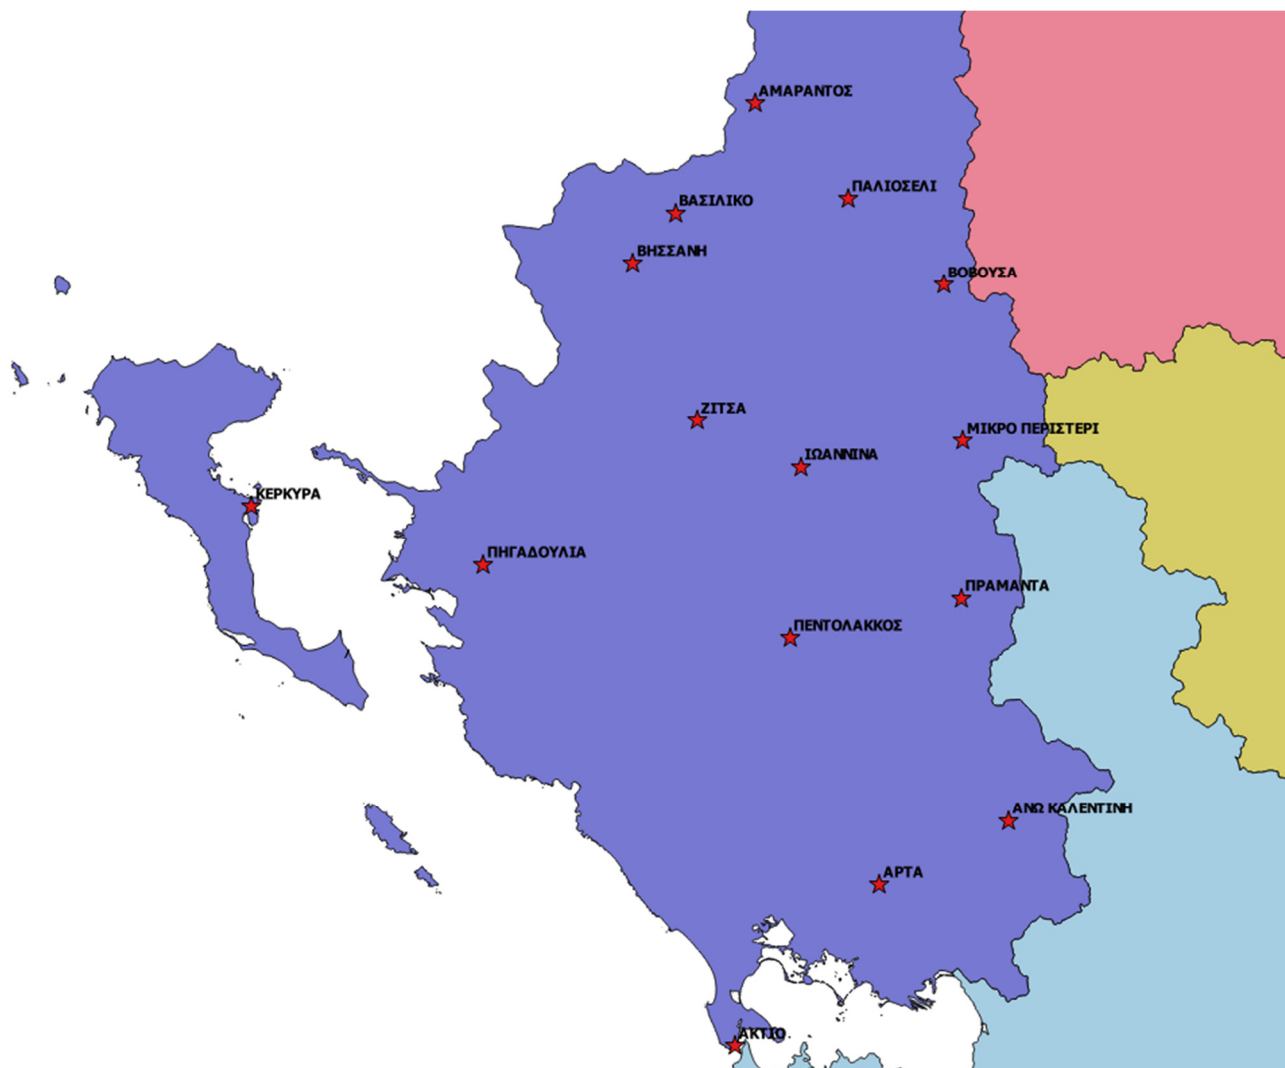 ΑΜΑΡΑΝΤΟΣ
ΠΑΛΙΟΣΕΛΙ
ΒΑΣΙΛΙΚΟ
ΒΗΣΣΑΝΗ
ΒΟΒΟΥΣΑ
ΖΙΤΣΑ
ΜΙΚΡΟ ΠΕΡΙΣΤΕΡΙ
ΙΩΑΝΝΙΝΑ
ΚΕΡΚΥΡΑ
ΠΗΓΑΔΟΥΛΙΑ
ΠΡΑΜΑΝΤΑ
ΠΕΝΤΟΛΑΚΚΟΣ
ΑΝΩ ΚΑΛΕΝΤΙΝΗ
ΑΡΤΑ
ΑΚΤΙΟ